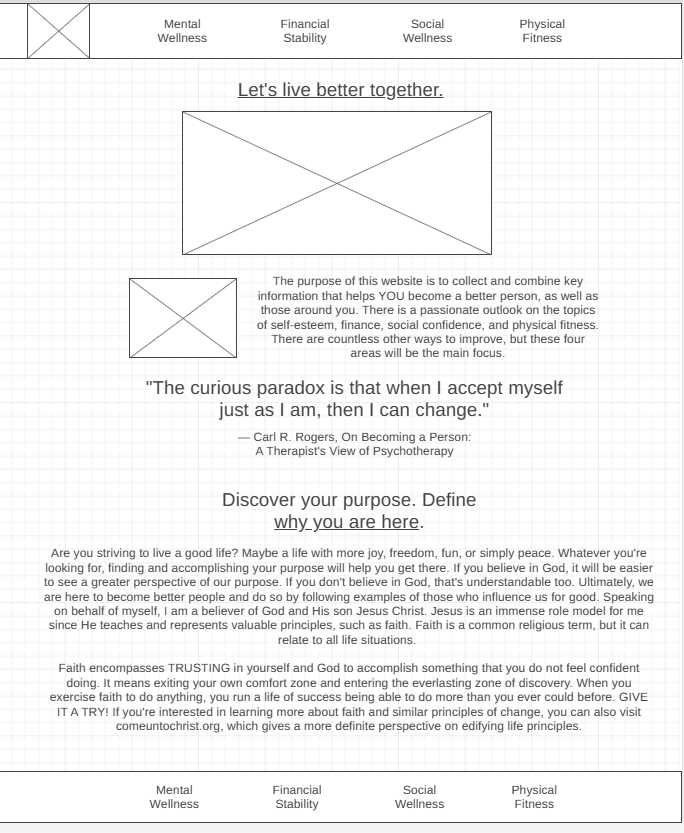 Mental Financial Social Physical
Wellness Stability Wellness Fitness
Let's live better together.
The purpose of this website is to collect and combine key
information that helps YOU become a better person, as well as
those around you. There is a passionate outlook on the topics
of self-esteem, finance, social confidence, and physical fitness.
There are countless other ways to improve, but these four
areas will be the main focus.
"The curious paradox is that when I accept myself
just as I am, then I can change."
— Carl R. Rogers, On Becoming a Person:
A Therapist's View of Psychotherapy
Discover your purpose. Define
why you are here.
Are you striving to live a good life? Maybe a life with more joy, freedom, fun, or simply peace. Whatever you're
looking for, finding and accomplishing your purpose will help you get there. If you believe in God, it will be easier
to see a greater perspective of our purpose. If you don't believe in God, that's understandable too. Ultimately, we
are here to become better people and do so by following examples of those who influence us for good. Speaking
on behalf of myself, I am a believer of God and His son Jesus Christ. Jesus is an immense role model for me
since He teaches and represents valuable principles, such as faith. Faith is a common religious term, but it can
relate to all life situations.
Faith encompasses TRUSTING in yourself and God to accomplish something that you do not feel confident
doing. It means exiting your own comfort zone and entering the everlasting zone of discovery. When you
exercise faith to do anything, you run a life of success being able to do more than you ever could before. GIVE
IT A TRY! If you're interested in learning more about faith and similar principles of change, you can also visit
comeuntochrist.org, which gives a more definite perspective on edifying life principles.
Mental Financial Social Physical
Wellness Stability Wellness Fitness